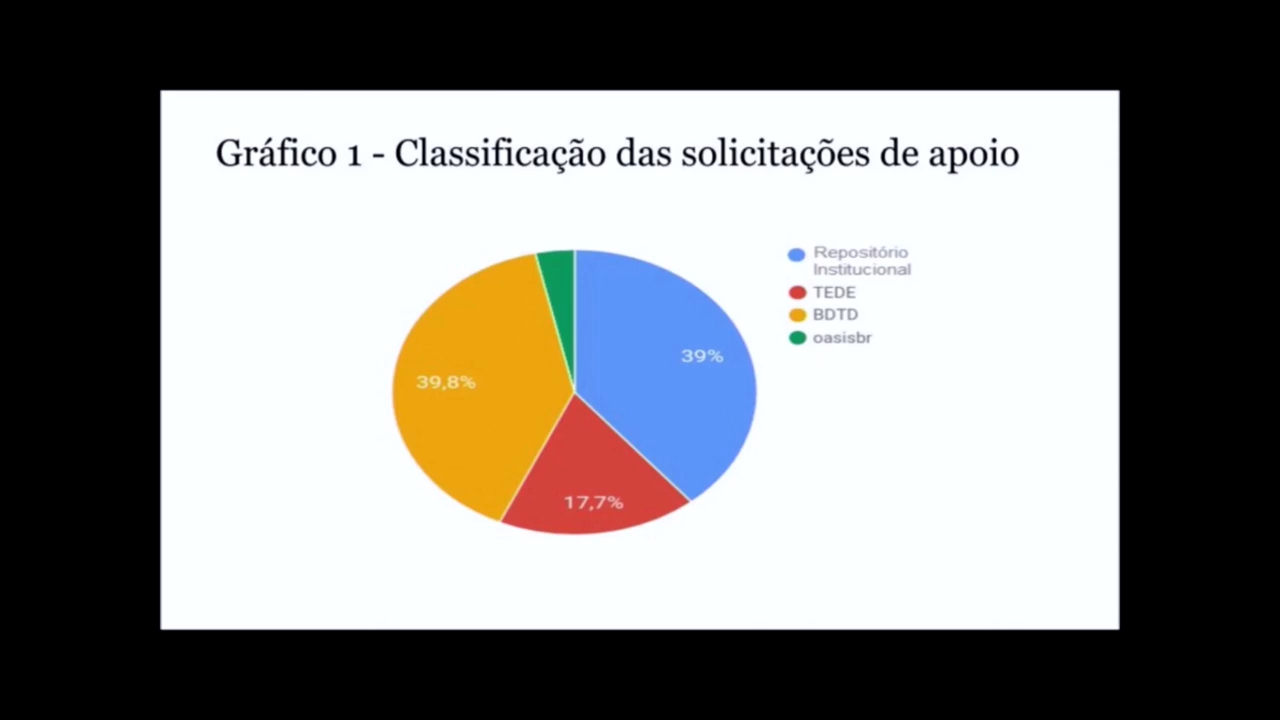 Gráfico 1 - Classificação das solicitações de apoio
Repositório
Institucional
TEDE
BDTD
oasisbr
39%
39,8%
17,7%